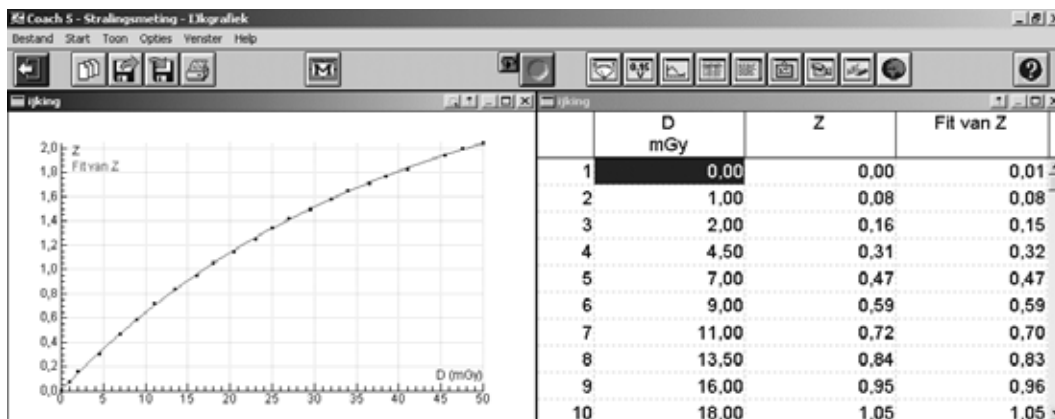 Coach 5 - Stralingsmeting - IJkgrafiek
Bestand Start Toon Opties Venster Help
M
0,95
?
ijking
2,0
1,8
1,6
1,4
1,2
1,0
0,8
0,6
0,4
0,2
0,0
Z
Fit van Z
D (mGy)
0 5 10 15 20 25 30 35 40 45 50
ijking
D Z Fit van Z
mGy
1 0,00 0,00 0,01
2 1,00 0,08 0,08
3 2,00 0,16 0,15
4 4,50 0,31 0,32
5 7,00 0,47 0,47
6 9,00 0,59 0,59
7 11,00 0,72 0,70
8 13,50 0,84 0,83
9 16,00 0,95 0,96
10 18,00 1,05 1,05